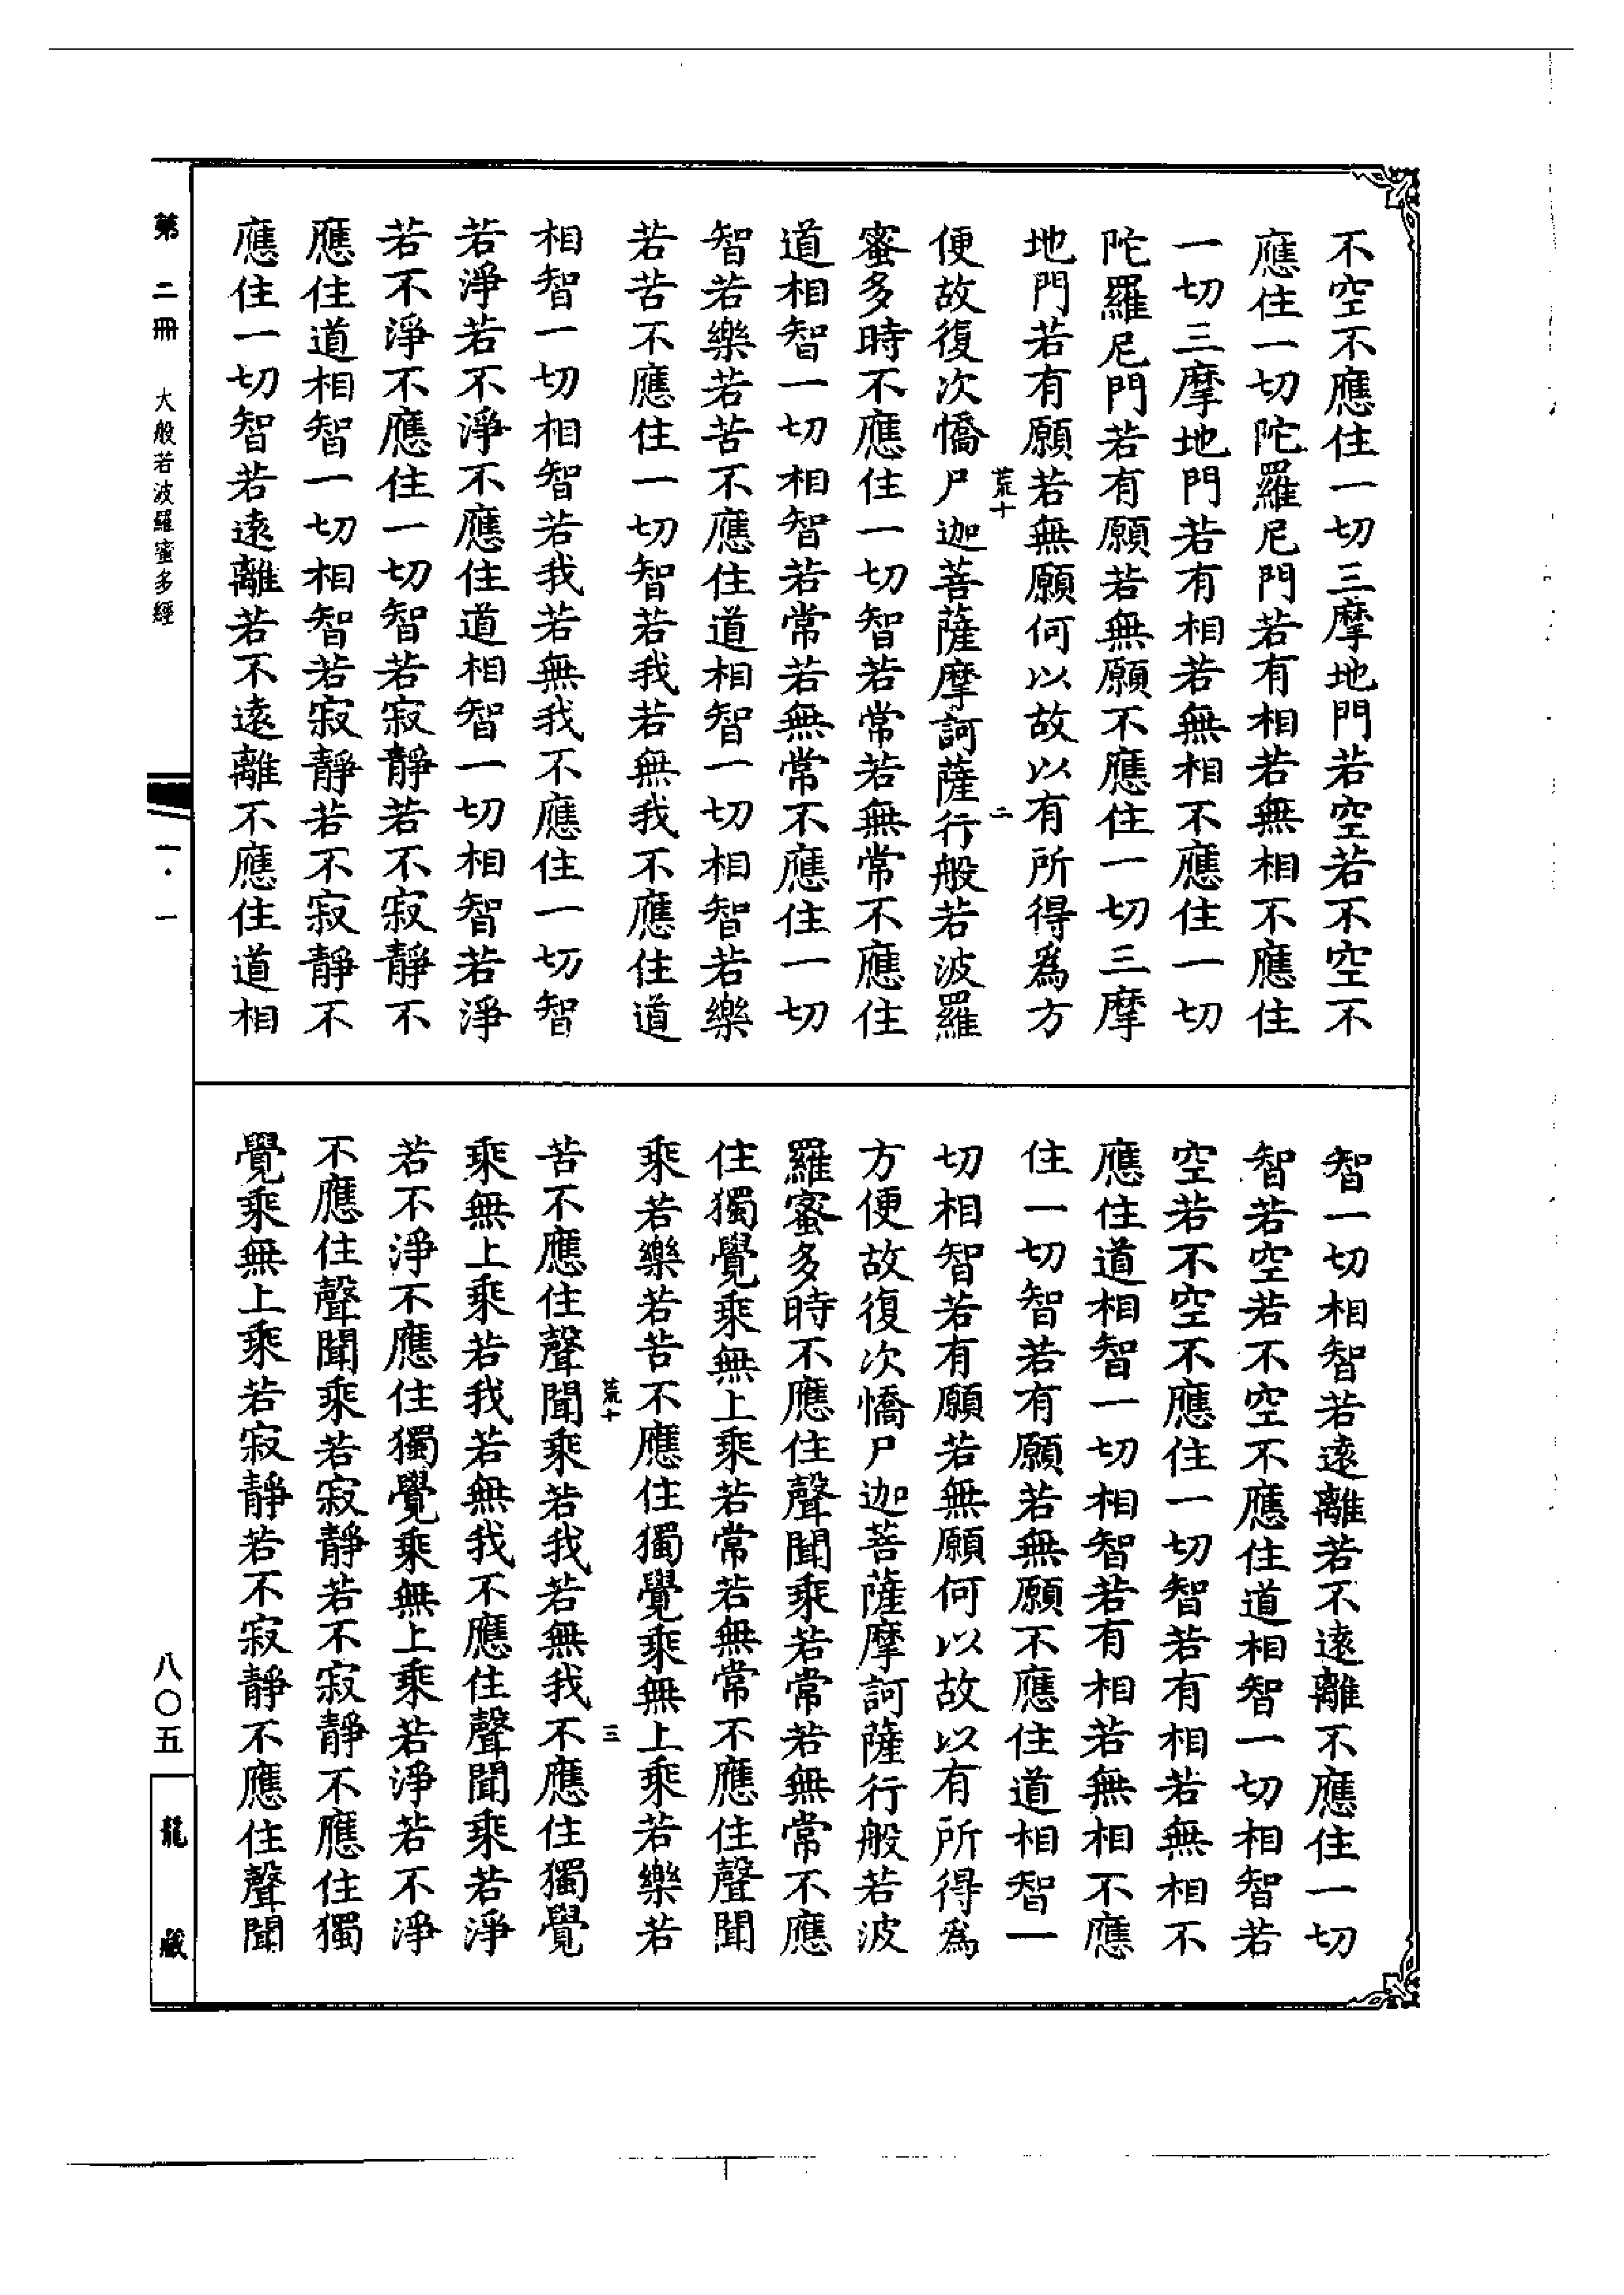 不空不應住一切三摩地門若空若不空不
應住一切陀羅尼門若有相若無相不應住
一切三摩地門若有相若無相不應住一切
陀羅尼門若有願若無願不應住一切三摩
地門若有願若無願何以故以有所得為方
荒十
二
便故復次憍尸迦菩薩摩訶薩行般若波羅
蜜多時不應住一切智若常若無常不應住
道相智一切相智若常若無常不應住一切
智若樂若苦不應住道相智一切相智若樂
若苦不應住一切智若我若無我不應住道
相智一切相智若我若無我不應住一切智
若淨若不淨不應住道相智一切相智若淨
若不淨不應住一切智若寂靜若不寂靜不
應住道相智一切相智若寂靜若不寂靜不
應住一切智若遠離若不遠離不應住道相
智一切相智若遠離若不遠離不應住一切
智若空若不空不應住道相智一切相智若
空若不空不應住一切智若有相若無相不
應住道相智一切相智若有相若無相不應
住一切智若有願若無願不應住道相智一
切相智若有願若無願何以故以有所得為
方便故復次憍尸迦菩薩摩訶薩行般若波
羅蜜多時不應住聲聞乘若常若無常不應
住獨覺乘無上乘若常若無常不應住聲聞
乘若樂若苦不應住獨覺乘無上乘若樂若
荒十
三
苦不應住聲聞乘若我若無我不應住獨覺
乘無上乘若我若無我不應住聲聞乘若淨
若不淨不應住獨覺乘無上乘若淨若不淨
不應住聲聞乘若寂靜若不寂靜不應住獨
覺乘無上乘若寂靜若不寂靜不應住聲聞
第二冊
大般若波羅蜜多經
一·一
八〇五
龍藏